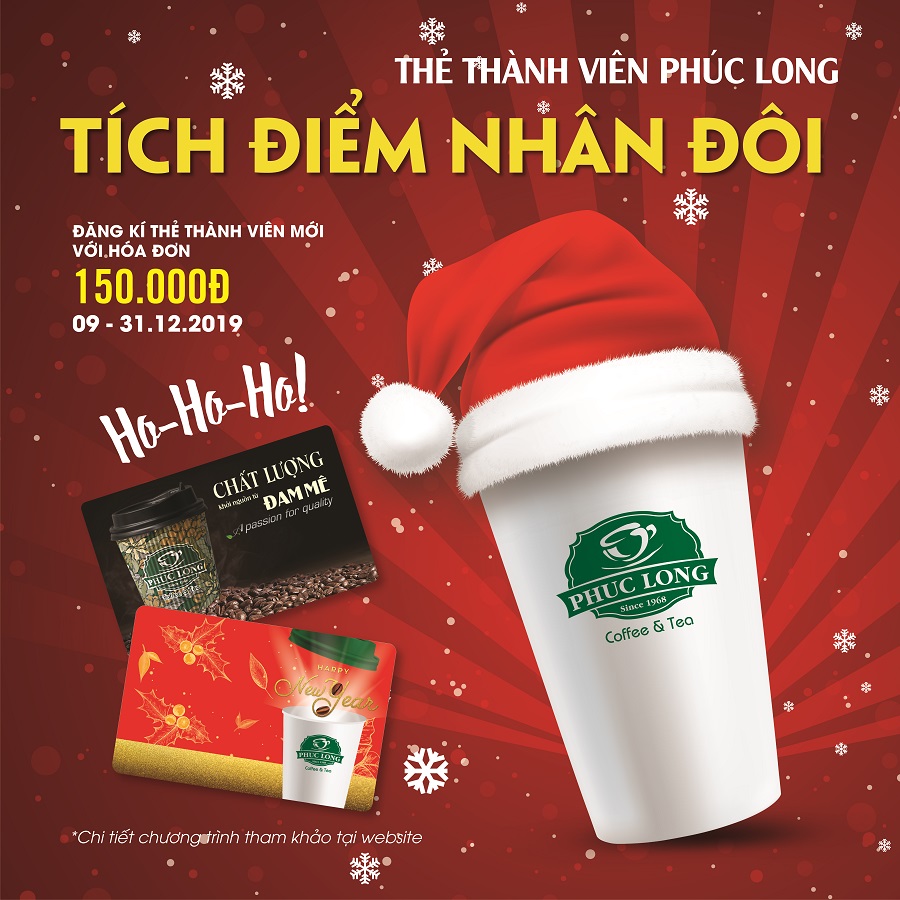 THẺ THÀNH VIÊN PHÚC LONG
TÍCH ĐIỂM NHÂN ĐÔI
ĐĂNG KÍ THẺ THÀNH VIÊN MỚI
VỚI HÓA ĐƠN
150.000Đ
09 - 31.12.2019
Ho-Ho-Ho!
CHẤT LƯỢNG
khởi nguồn từ
ĐAM MÊ
A passion for quality
PHUC LONG
PHUC LONG
Since 1968
Coffee & Tea
HAPPY
New Year
PHUC LONG
Coffee & Tea
*Chi tiết chương trình tham khảo tại website